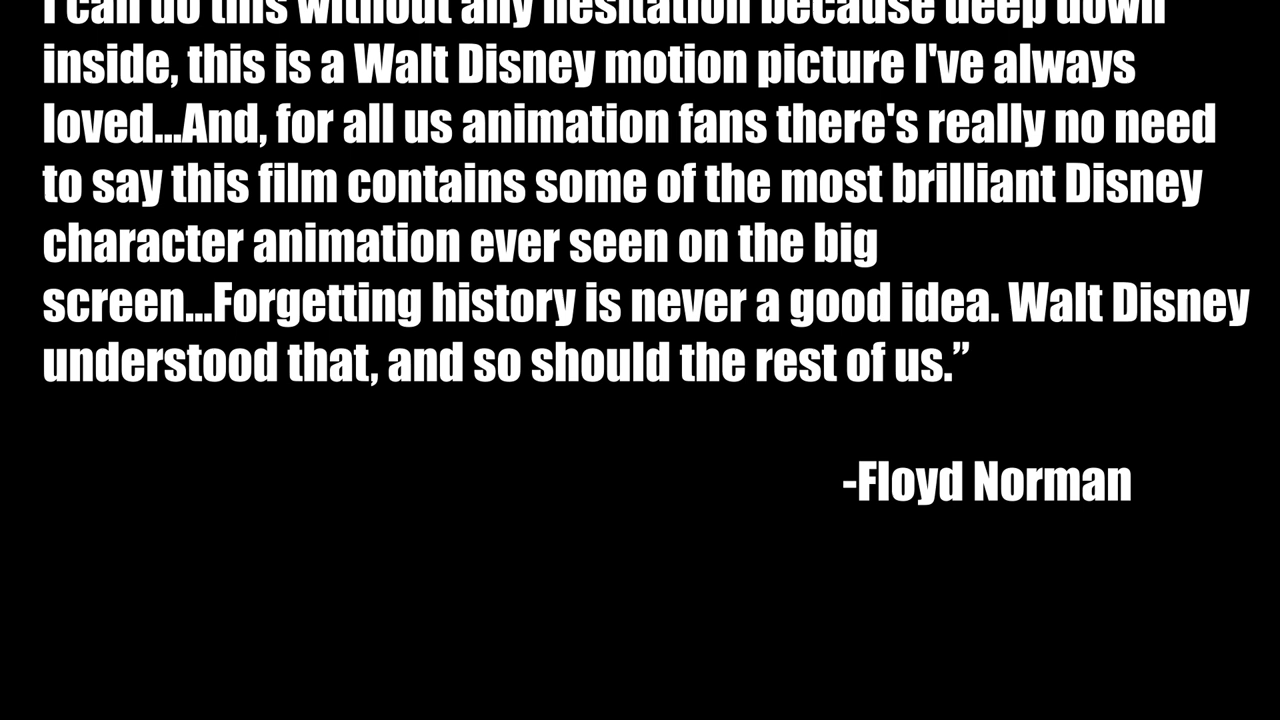 I can do this without any hesitation because deep down
inside, this is a Walt Disney motion picture I've always
loved...And, for all us animation fans there's really no need
to say this film contains some of the most brilliant Disney
character animation ever seen on the big
screen...Forgetting history is never a good idea. Walt Disney
understood that, and so should the rest of us.”
-Floyd Norman